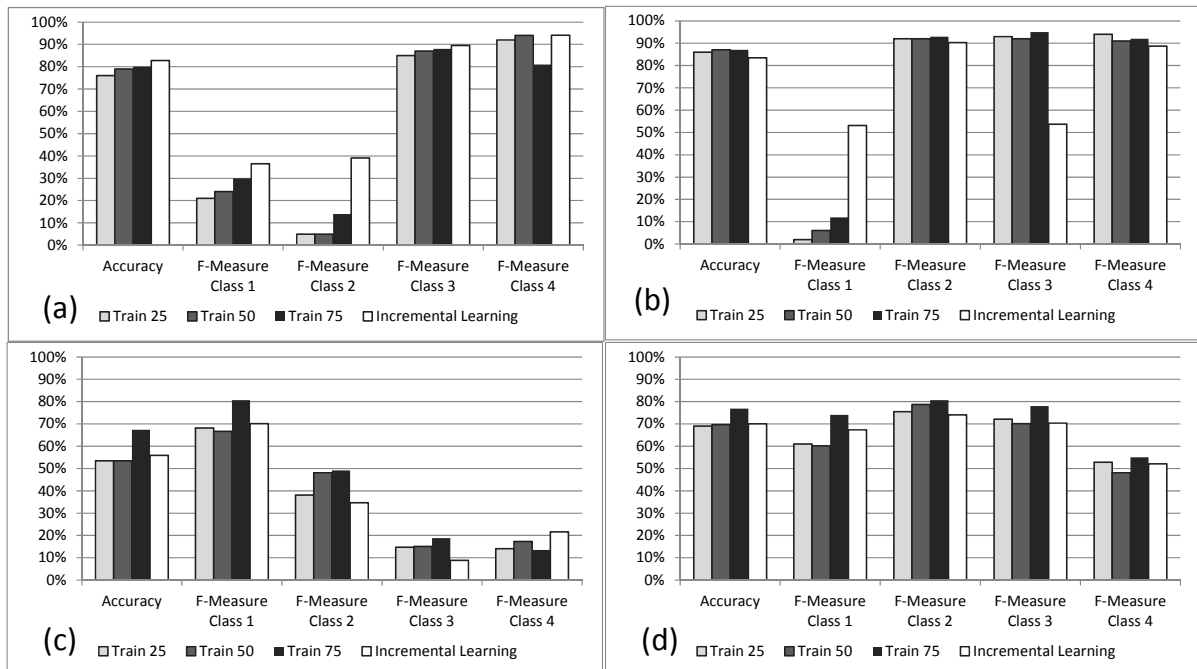 100%
90%
80%
70%
60%
50%
40%
30%
20%
10%
0%
Accuracy
F-Measure
Class 1
F-Measure
Class 2
F-Measure
Class 3
F-Measure
Class 4
(a)
Train 25 Train 50 Train 75 Incremental Learning
100%
90%
80%
70%
60%
50%
40%
30%
20%
10%
0%
Accuracy
F-Measure
Class 1
F-Measure
Class 2
F-Measure
Class 3
F-Measure
Class 4
(b)
Train 25 Train 50 Train 75 Incremental Learning
100%
90%
80%
70%
60%
50%
40%
30%
20%
10%
0%
Accuracy
F-Measure
Class 1
F-Measure
Class 2
F-Measure
Class 3
F-Measure
Class 4
(c)
Train 25 Train 50 Train 75 Incremental Learning
100%
90%
80%
70%
60%
50%
40%
30%
20%
10%
0%
Accuracy
F-Measure
Class 1
F-Measure
Class 2
F-Measure
Class 3
F-Measure
Class 4
(d)
Train 25 Train 50 Train 75 Incremental Learning